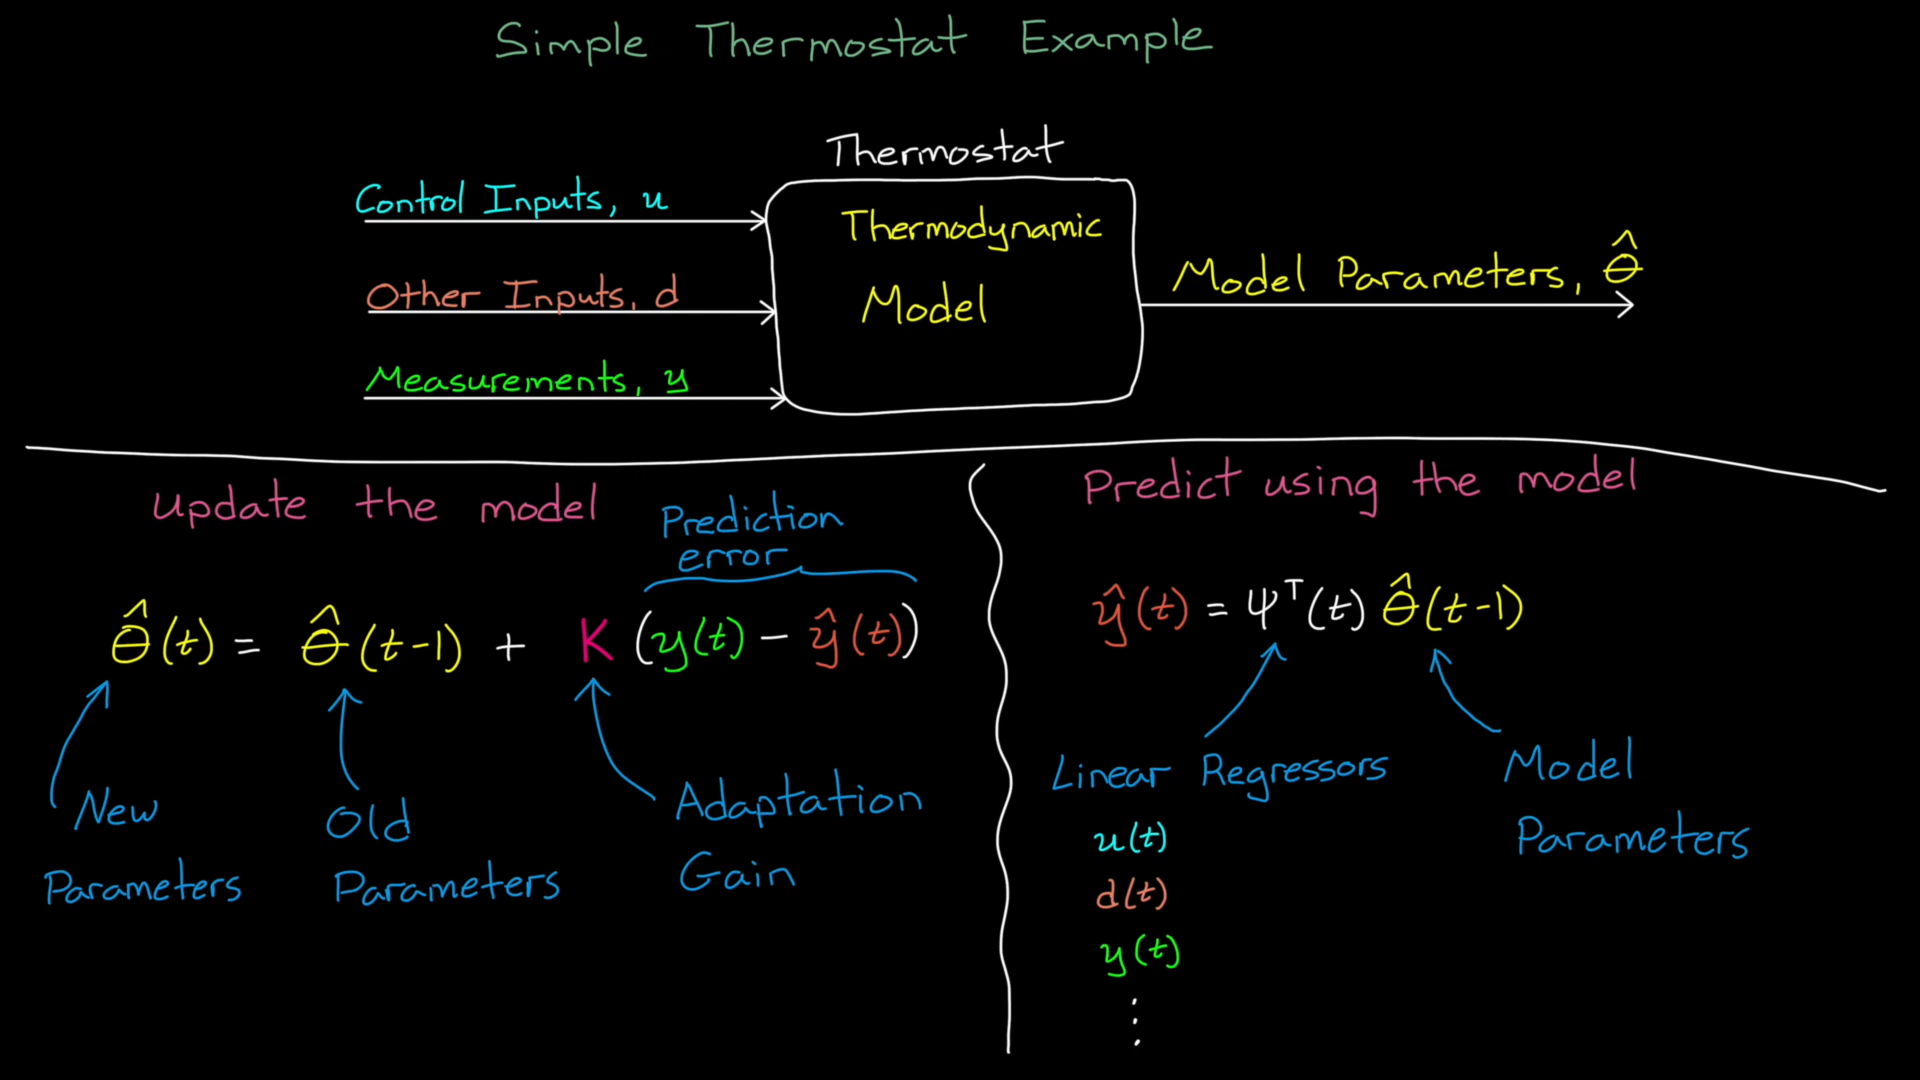 Simple Thermostat Example
Thermostat
Control Inputs, u
Other Inputs, d
Measurements, y
Thermodynamic
Model
Model Parameters, θ̂
Update the model
Prediction
error
θ̂(t) = θ̂(t-1) + K(y(t) - ŷ(t))
New
Parameters
Old
Parameters
Adaptation
Gain
Predict using the model
ŷ(t) = ψᵀ(t) θ̂(t-1)
Linear Regressors
u(t)
d(t)
y(t)
⋮
Model
Parameters